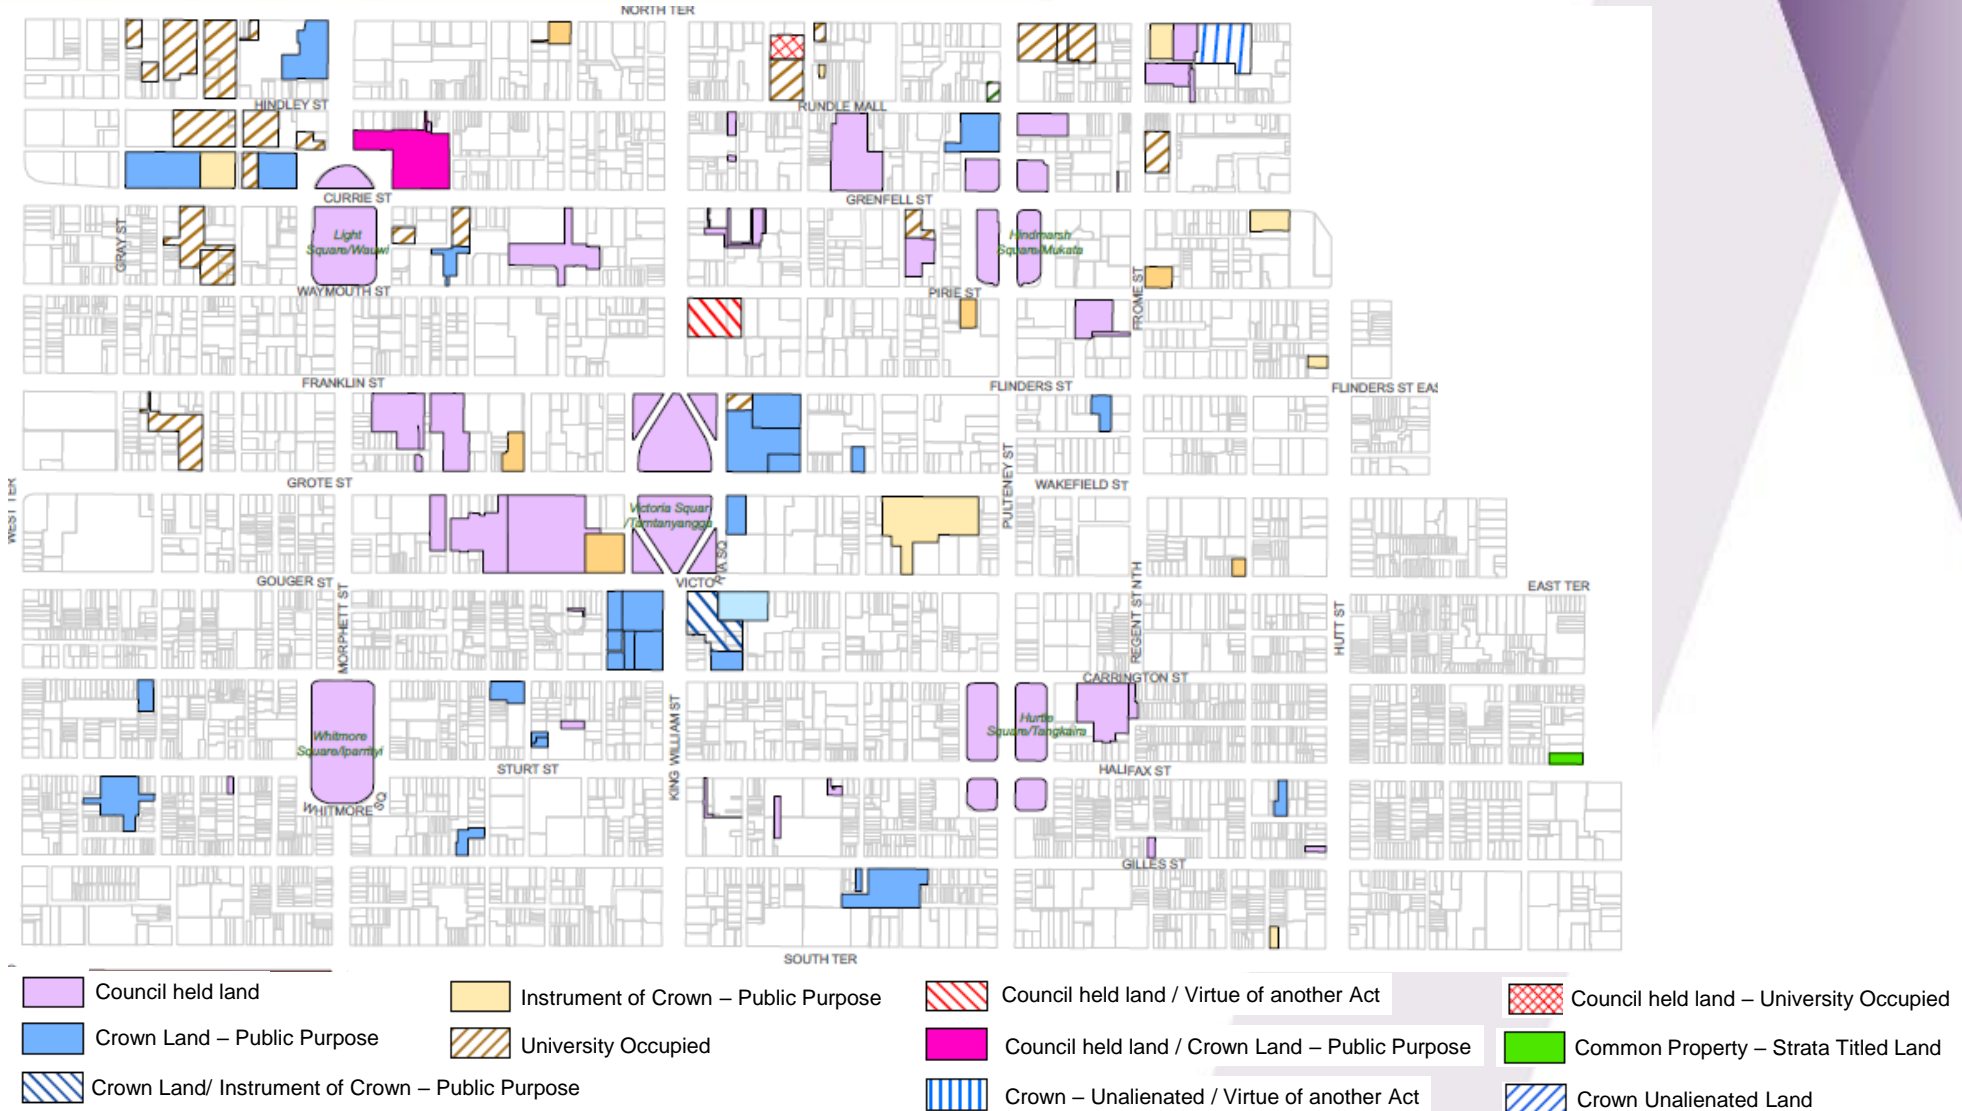 NORTH TER
HINDLEY ST
RUNDLE MALL
CURRIE ST
GRENFELL ST
GRAY ST
Light
Square/Wauwi
Hindmarsh
Square/Mukata
WAYMOUTH ST
PIRIE ST
FROME ST
FRANKLIN ST
FLINDERS ST
FLINDERS ST EAS
GROTE ST
WAKEFIELD ST
PULTENEY ST
WEST TER
Victoria Squar
/Tarntanyangga
GOUGER ST
VICTORIA SQ
EAST TER
MORPHETT ST
REGENT ST NTH
HUTT ST
CARRINGTON ST
KING WILLIAM ST
Whitmore
Square/Iparrityi
Hurtle
Square/Tangkaira
STURT ST
HALIFAX ST
WHITMORE SQ
GILLES ST
SOUTH TER
Council held land
Instrument of Crown – Public Purpose
Council held land / Virtue of another Act
Council held land – University Occupied
Crown Land – Public Purpose
University Occupied
Council held land / Crown Land – Public Purpose
Common Property – Strata Titled Land
Crown Land/ Instrument of Crown – Public Purpose
Crown – Unalienated / Virtue of another Act
Crown Unalienated Land